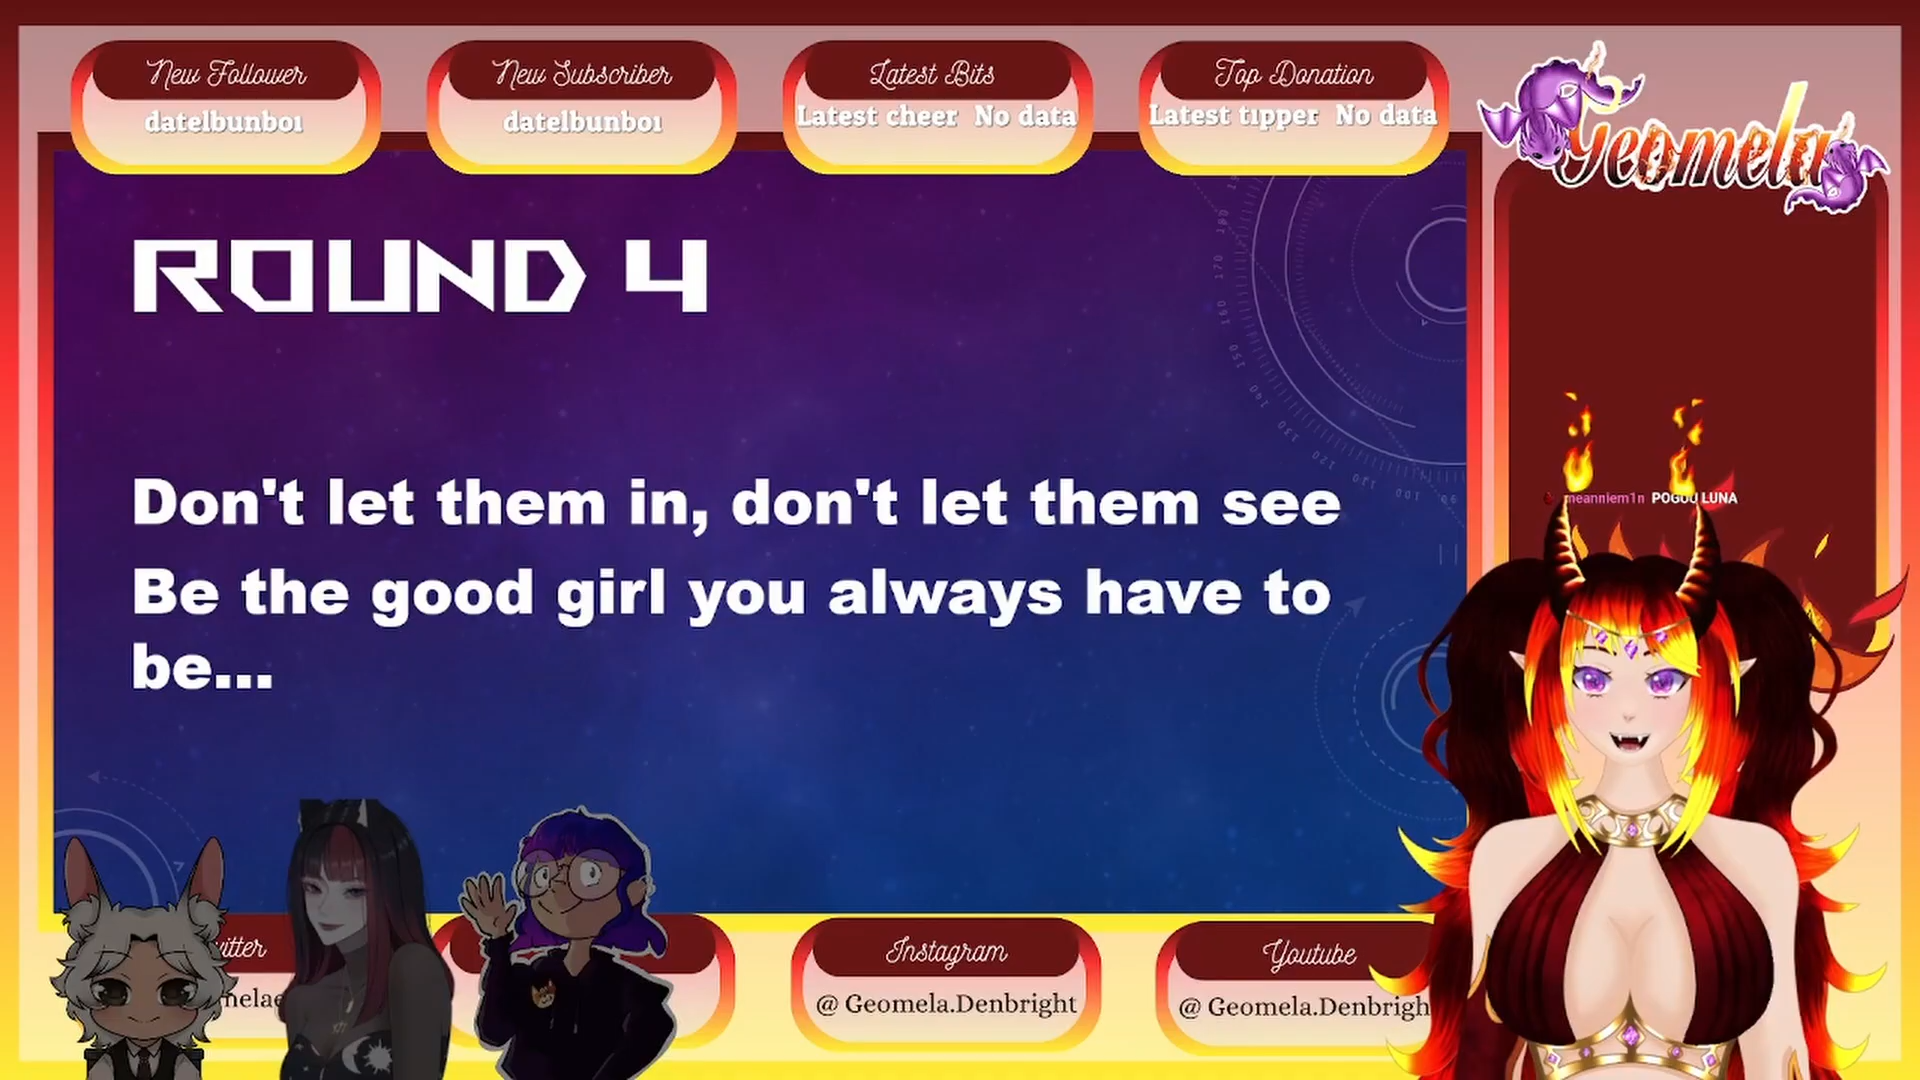 New Follower
datelbunbo1
New Subscriber
datelbunbo1
Latest Bits
Latest cheer No data
Top Donation
Latest tipper No data
Geomela
ROUND 4
Don't let them in, don't let them see
Be the good girl you always have to
be...
meanniem1n POGUU LUNA
Instagram
@ Geomela.Denbright
Youtube
@ Geomela.Denbrigh